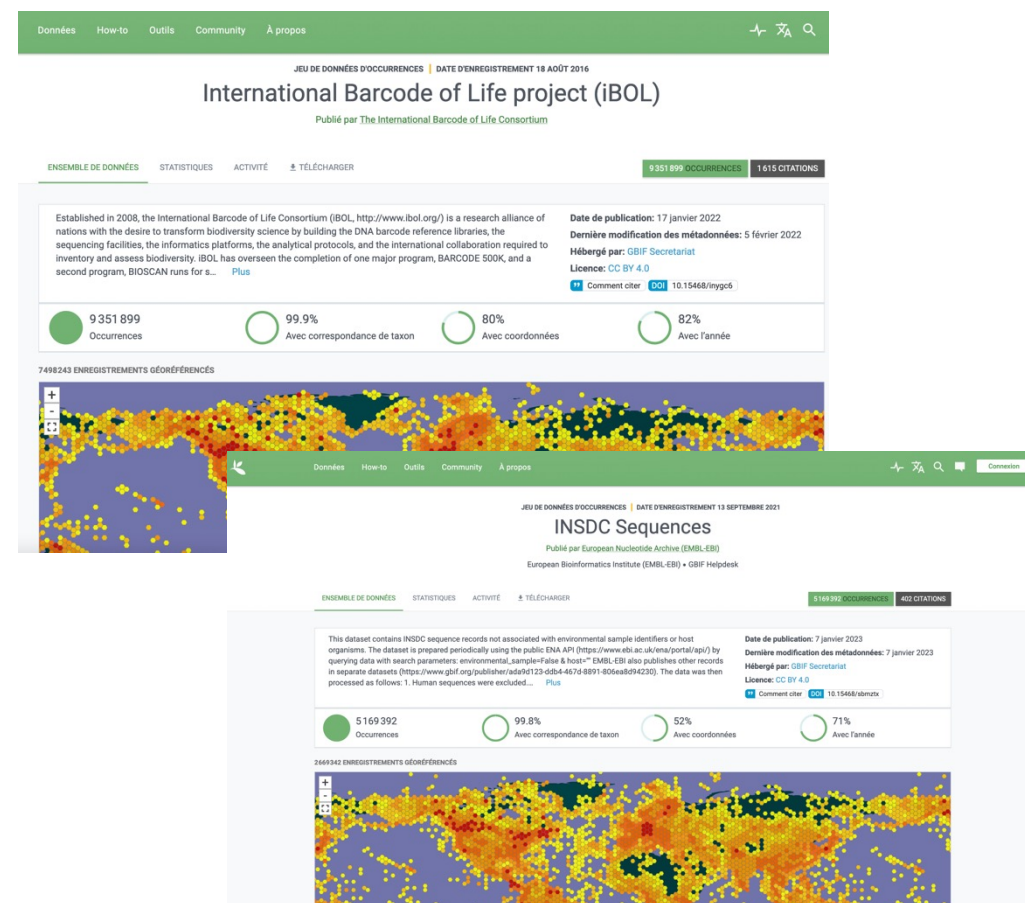 Données How-to Outils Community À propos
JEU DE DONNÉES D'OCCURRENCES | DATE D'ENREGISTREMENT 18 AOÛT 2016
International Barcode of Life project (iBOL)
Publié par The International Barcode of Life Consortium
ENSEMBLE DE DONNÉES STATISTIQUES ACTIVITÉ TÉLÉCHARGER 9 351 899 OCCURRENCES 1 615 CITATIONS
Established in 2008, the International Barcode of Life Consortium (iBOL, http://www.ibol.org/) is a research alliance of
nations with the desire to transform biodiversity science by building the DNA barcode reference libraries, the
sequencing facilities, the informatics platforms, the analytical protocols, and the international collaboration required to
inventory and assess biodiversity. iBOL has overseen the completion of one major program, BARCODE 500K, and a
second program, BIOSCAN runs for s... Plus
Date de publication: 17 janvier 2022
Dernière modification des métadonnées: 5 février 2022
Hébergé par: GBIF Secretariat
Licence: CC BY 4.0
Comment citer DOI 10.15468/inygc6
9 351 899 99.9% 80% 82%
Occurrences Avec correspondance de taxon Avec coordonnées Avec l'année
7498243 ENREGISTREMENTS GÉORÉFÉRENCÉS
+
-
Données How-to Outils Community À propos Connexion
JEU DE DONNÉES D'OCCURRENCES | DATE D'ENREGISTREMENT 13 SEPTEMBRE 2021
INSDC Sequences
Publié par European Nucleotide Archive (EMBL-EBI)
European Bioinformatics Institute (EMBL-EBI) • GBIF Helpdesk
ENSEMBLE DE DONNÉES STATISTIQUES ACTIVITÉ TÉLÉCHARGER 5 169 392 OCCURRENCES 402 CITATIONS
This dataset contains INSDC sequence records not associated with environmental sample identifiers or host
organisms. The dataset is prepared periodically using the public ENA API (https://www.ebi.ac.uk/ena/portal/api/) by
querying data with search parameters: environmental_sample=False & host="" EMBL-EBI also publishes other records
in separate datasets (https://www.gbif.org/publisher/ada9d123-ddb4-467d-8891-806ea8d94230). The data was then
processed as follows: 1. Human sequences were excluded.... Plus
Date de publication: 7 janvier 2023
Dernière modification des métadonnées: 7 janvier 2023
Hébergé par: GBIF Secretariat
Licence: CC BY 4.0
Comment citer DOI 10.15468/sbmztx
5 169 392 99.8% 52% 71%
Occurrences Avec correspondance de taxon Avec coordonnées Avec l'année
2669342 ENREGISTREMENTS GÉORÉFÉRENCÉS
+
-